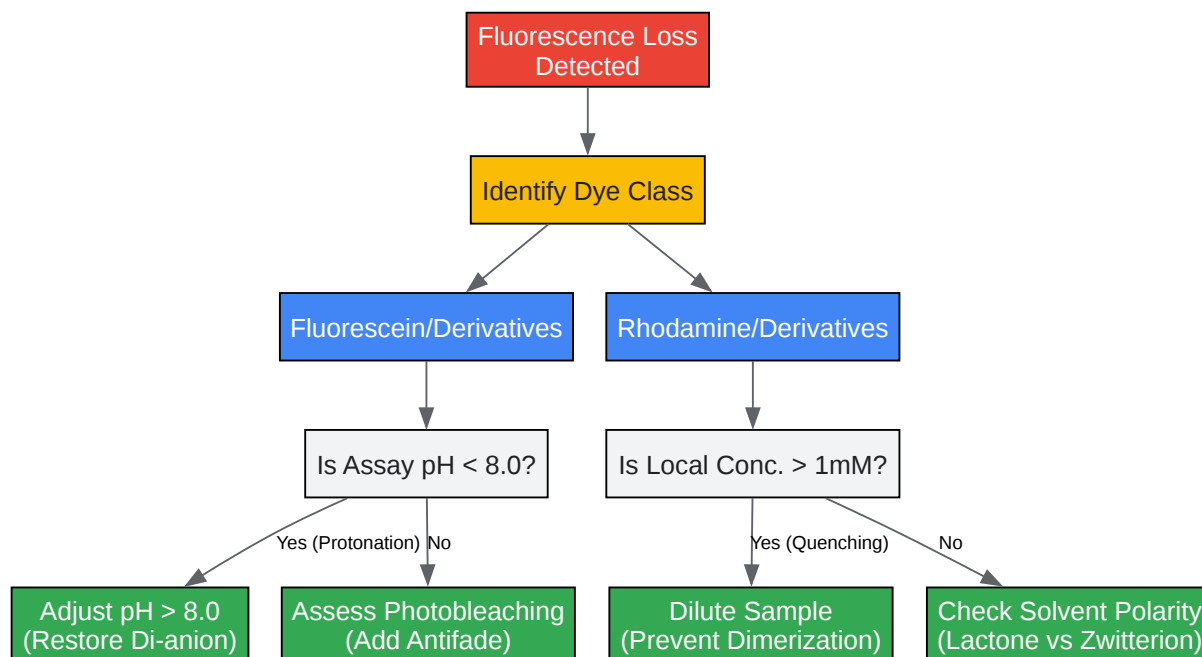 Fluorescence Loss
Detected
Identify Dye Class
Fluorescein/Derivatives
Rhodamine/Derivatives
Is Assay pH < 8.0?
Is Local Conc. > 1mM?
Yes (Protonation)
No
Yes (Quenching)
No
Adjust pH > 8.0
(Restore Di-anion)
Assess Photobleaching
(Add Antifade)
Dilute Sample
(Prevent Dimerization)
Check Solvent Polarity
(Lactone vs Zwitterion)